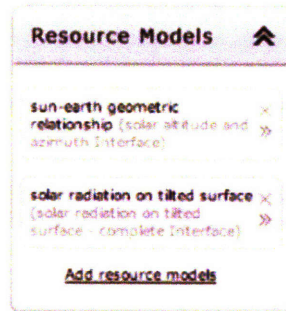 Resource Models
sun-earth geometric
relationship (solar altitude and
azimuth Interface)
solar radiation on tilted surface
(solar radiation on tilted
surface - complete Interface)
Add resource models